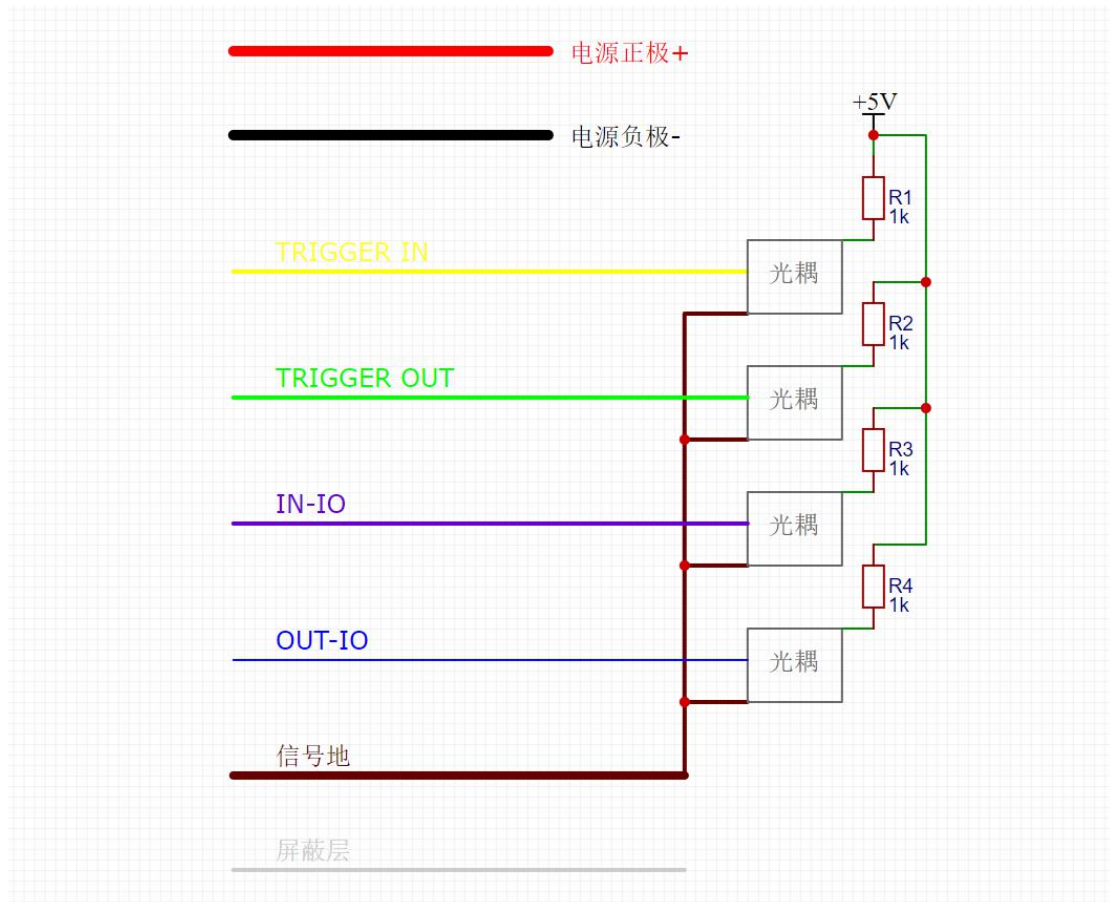 电源正极+
+5V
电源负极-
R1
1k
TRIGGER IN
光耦
R2
1k
TRIGGER OUT
光耦
R3
1k
IN-IO
光耦
R4
1k
OUT-IO
光耦
信号地
屏蔽层